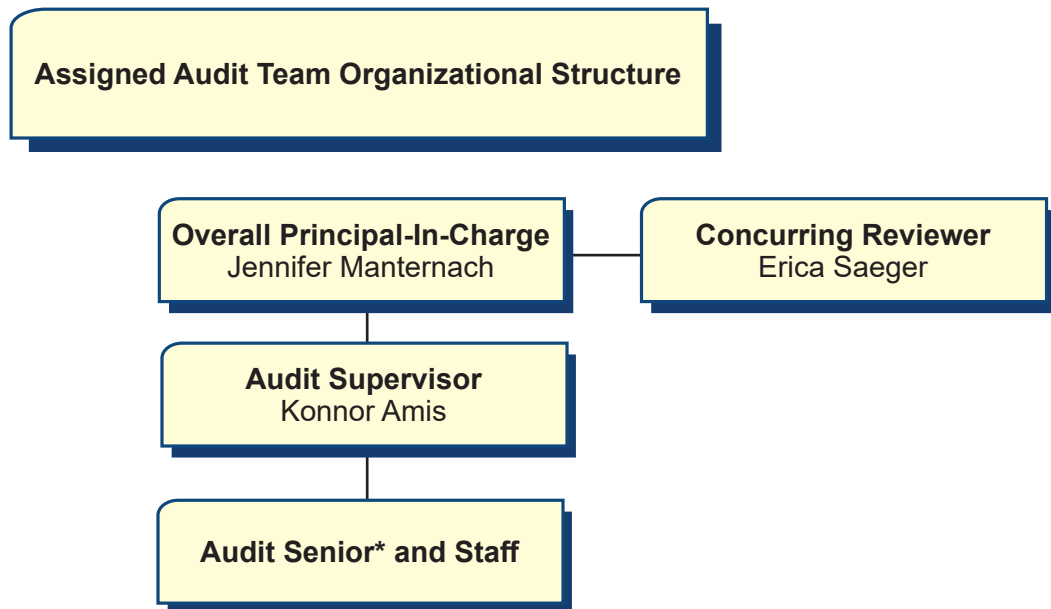 Assigned Audit Team Organizational Structure
Overall Principal-In-Charge
Jennifer Manternach
Concurring Reviewer
Erica Saeger
Audit Supervisor
Konnor Amis
Audit Senior* and Staff